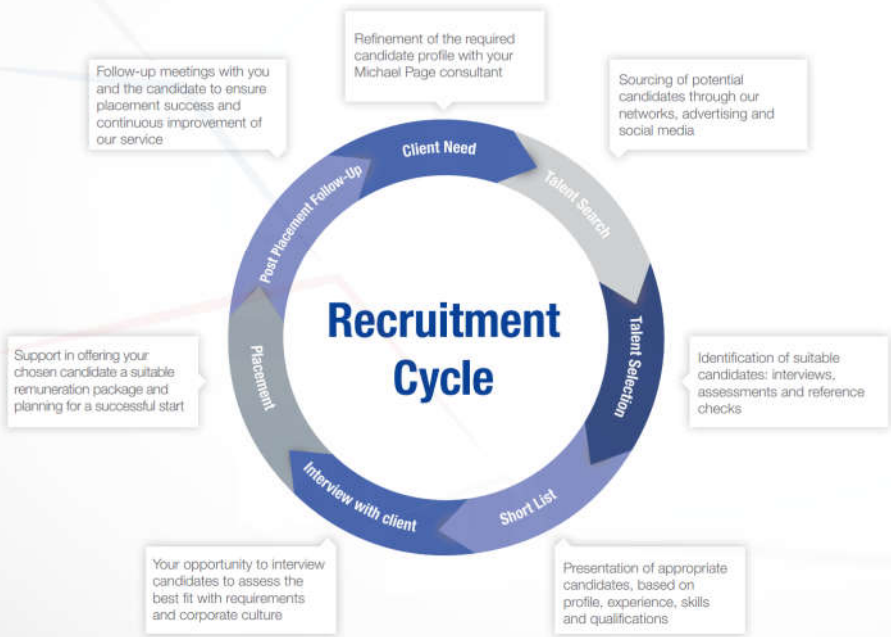 Refinement of the required
candidate profile with your
Michael Page consultant
Follow-up meetings with you
and the candidate to ensure
placement success and
continuous improvement of
our service
Sourcing of potential
candidates through our
networks, advertising and
social media
Client Need
Talent Search
Post Placement Follow-Up
Recruitment
Cycle
Talent Selection
Placement
Support in offering your
chosen candidate a suitable
remuneration package and
planning for a successful start
Identification of suitable
candidates: interviews,
assessments and reference
checks
Interview with client
Short List
Your opportunity to interview
candidates to assess the
best fit with requirements
and corporate culture
Presentation of appropriate
candidates, based on
profile, experience, skills
and qualifications